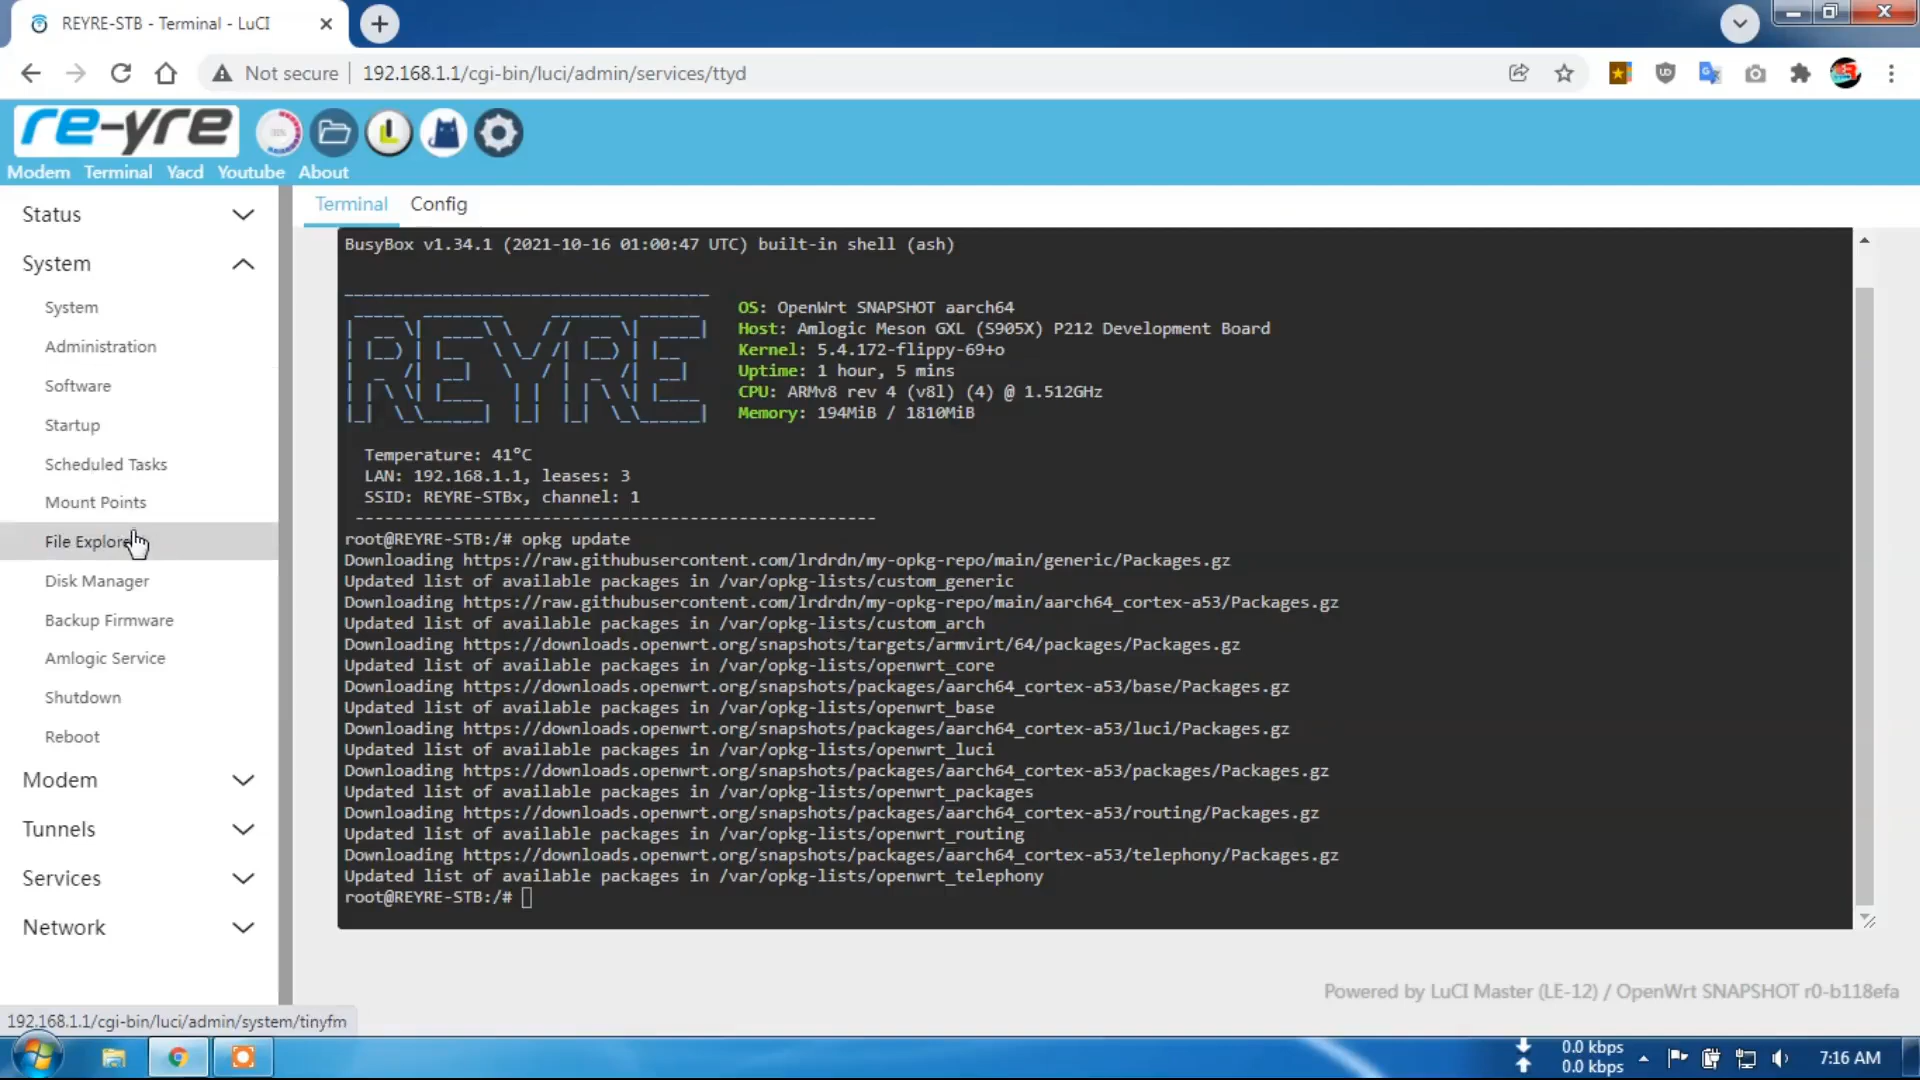 REYRE-STB - Terminal - LuCI
Not secure
192.168.1.1/cgi-bin/luci/admin/services/ttyd
re-yre
Modem Terminal Yacd Youtube About
Status
System
System
Administration
Software
Startup
Scheduled Tasks
Mount Points
File Explore
Disk Manager
Backup Firmware
Amlogic Service
Shutdown
Reboot
Modem
Tunnels
Services
Network
Terminal Config
BusyBox v1.34.1 (2021-10-16 01:00:47 UTC) built-in shell (ash)
REYRE
OS: OpenWrt SNAPSHOT aarch64
Host: Amlogic Meson GXL (S905X) P212 Development Board
Kernel: 5.4.172-flippy-69+o
Uptime: 1 hour, 5 mins
CPU: ARMv8 rev 4 (v8l) (4) @ 1.512GHz
Memory: 194MiB / 1810MiB
Temperature: 41°C
LAN: 192.168.1.1, leases: 3
SSID: REYRE-STBx, channel: 1
root@REYRE-STB:/# opkg update
Downloading https://raw.githubusercontent.com/lrdrdn/my-opkg-repo/main/generic/Packages.gz
Updated list of available packages in /var/opkg-lists/custom_generic
Downloading https://raw.githubusercontent.com/lrdrdn/my-opkg-repo/main/aarch64_cortex-a53/Packages.gz
Updated list of available packages in /var/opkg-lists/custom_arch
Downloading https://downloads.openwrt.org/snapshots/targets/armvirt/64/packages/Packages.gz
Updated list of available packages in /var/opkg-lists/openwrt_core
Downloading https://downloads.openwrt.org/snapshots/packages/aarch64_cortex-a53/base/Packages.gz
Updated list of available packages in /var/opkg-lists/openwrt_base
Downloading https://downloads.openwrt.org/snapshots/packages/aarch64_cortex-a53/luci/Packages.gz
Updated list of available packages in /var/opkg-lists/openwrt_luci
Downloading https://downloads.openwrt.org/snapshots/packages/aarch64_cortex-a53/packages/Packages.gz
Updated list of available packages in /var/opkg-lists/openwrt_packages
Downloading https://downloads.openwrt.org/snapshots/packages/aarch64_cortex-a53/routing/Packages.gz
Updated list of available packages in /var/opkg-lists/openwrt_routing
Downloading https://downloads.openwrt.org/snapshots/packages/aarch64_cortex-a53/telephony/Packages.gz
Updated list of available packages in /var/opkg-lists/openwrt_telephony
root@REYRE-STB:/#
Powered by LuCI Master (LE-12) / OpenWrt SNAPSHOT r0-b118efa
192.168.1.1/cgi-bin/luci/admin/system/tinyfm
0.0 kbps
0.0 kbps
7:16 AM